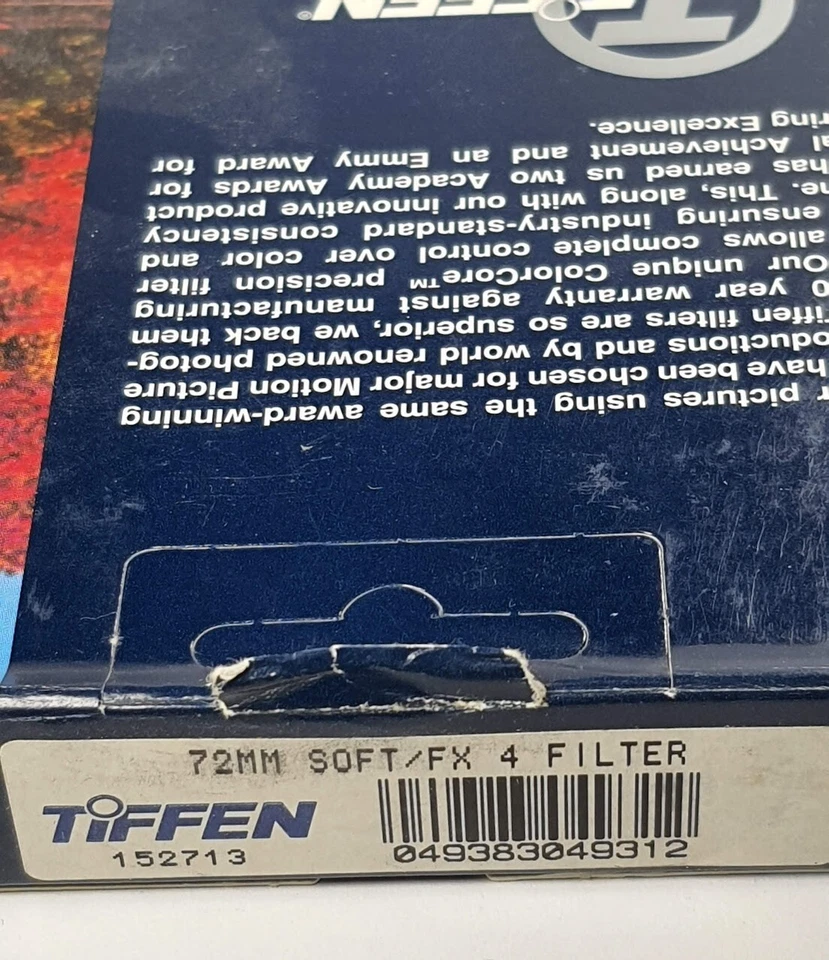 r pictures using the same award-winning
have been chosen for major Motion Picture
oductions and by world renowned photog-
iffen filters are so superior, we back them
0 year warranty against manufacturing
Our unique ColorCore™ precision filter
allows complete control over color and
ensuring industry-standard consistency
e. This, along with our innovative product
has earned us two Academy Awards for
l Achievement and an Emmy Award for
ring Excellence.
T TIFFEN®
72MM SOFT/FX 4 FILTER
TIFFEN
152713
049383049312